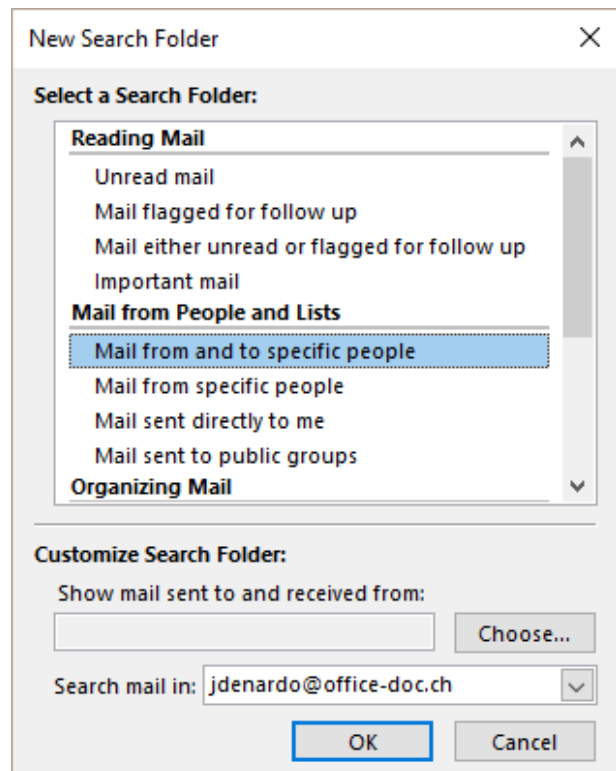 New Search Folder
Select a Search Folder:
Reading Mail
Unread mail
Mail flagged for follow up
Mail either unread or flagged for follow up
Important mail
Mail from People and Lists
Mail from and to specific people
Mail from specific people
Mail sent directly to me
Mail sent to public groups
Organizing Mail
Customize Search Folder:
Show mail sent to and received from:
Choose...
Search mail in: jdenardo@office-doc.ch
OK Cancel